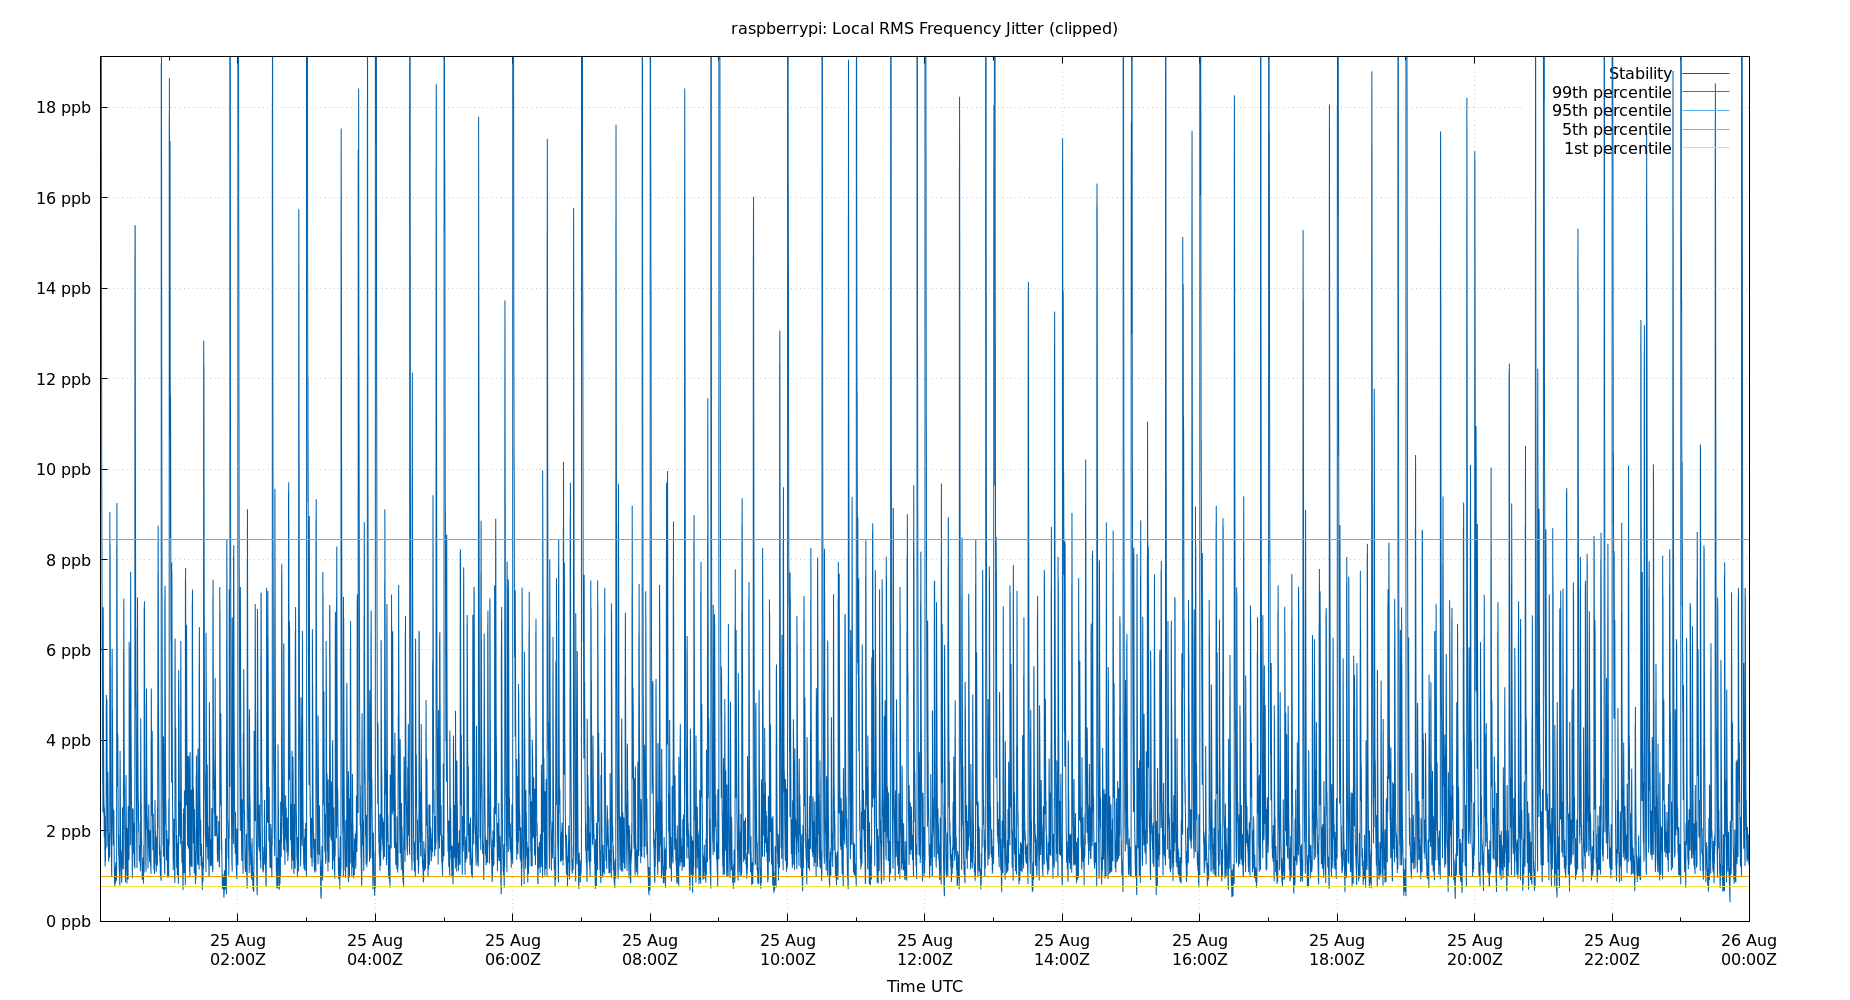 raspberrypi: Local RMS Frequency Jitter (clipped)
Stability
99th percentile
95th percentile
5th percentile
1st percentile
18 ppb
16 ppb
14 ppb
12 ppb
10 ppb
8 ppb
6 ppb
4 ppb
2 ppb
0 ppb
25 Aug 25 Aug 25 Aug 25 Aug 25 Aug 25 Aug 25 Aug 25 Aug 25 Aug 25 Aug 25 Aug 26 Aug
02:00Z 04:00Z 06:00Z 08:00Z 10:00Z 12:00Z 14:00Z 16:00Z 18:00Z 20:00Z 22:00Z 00:00Z
Time UTC